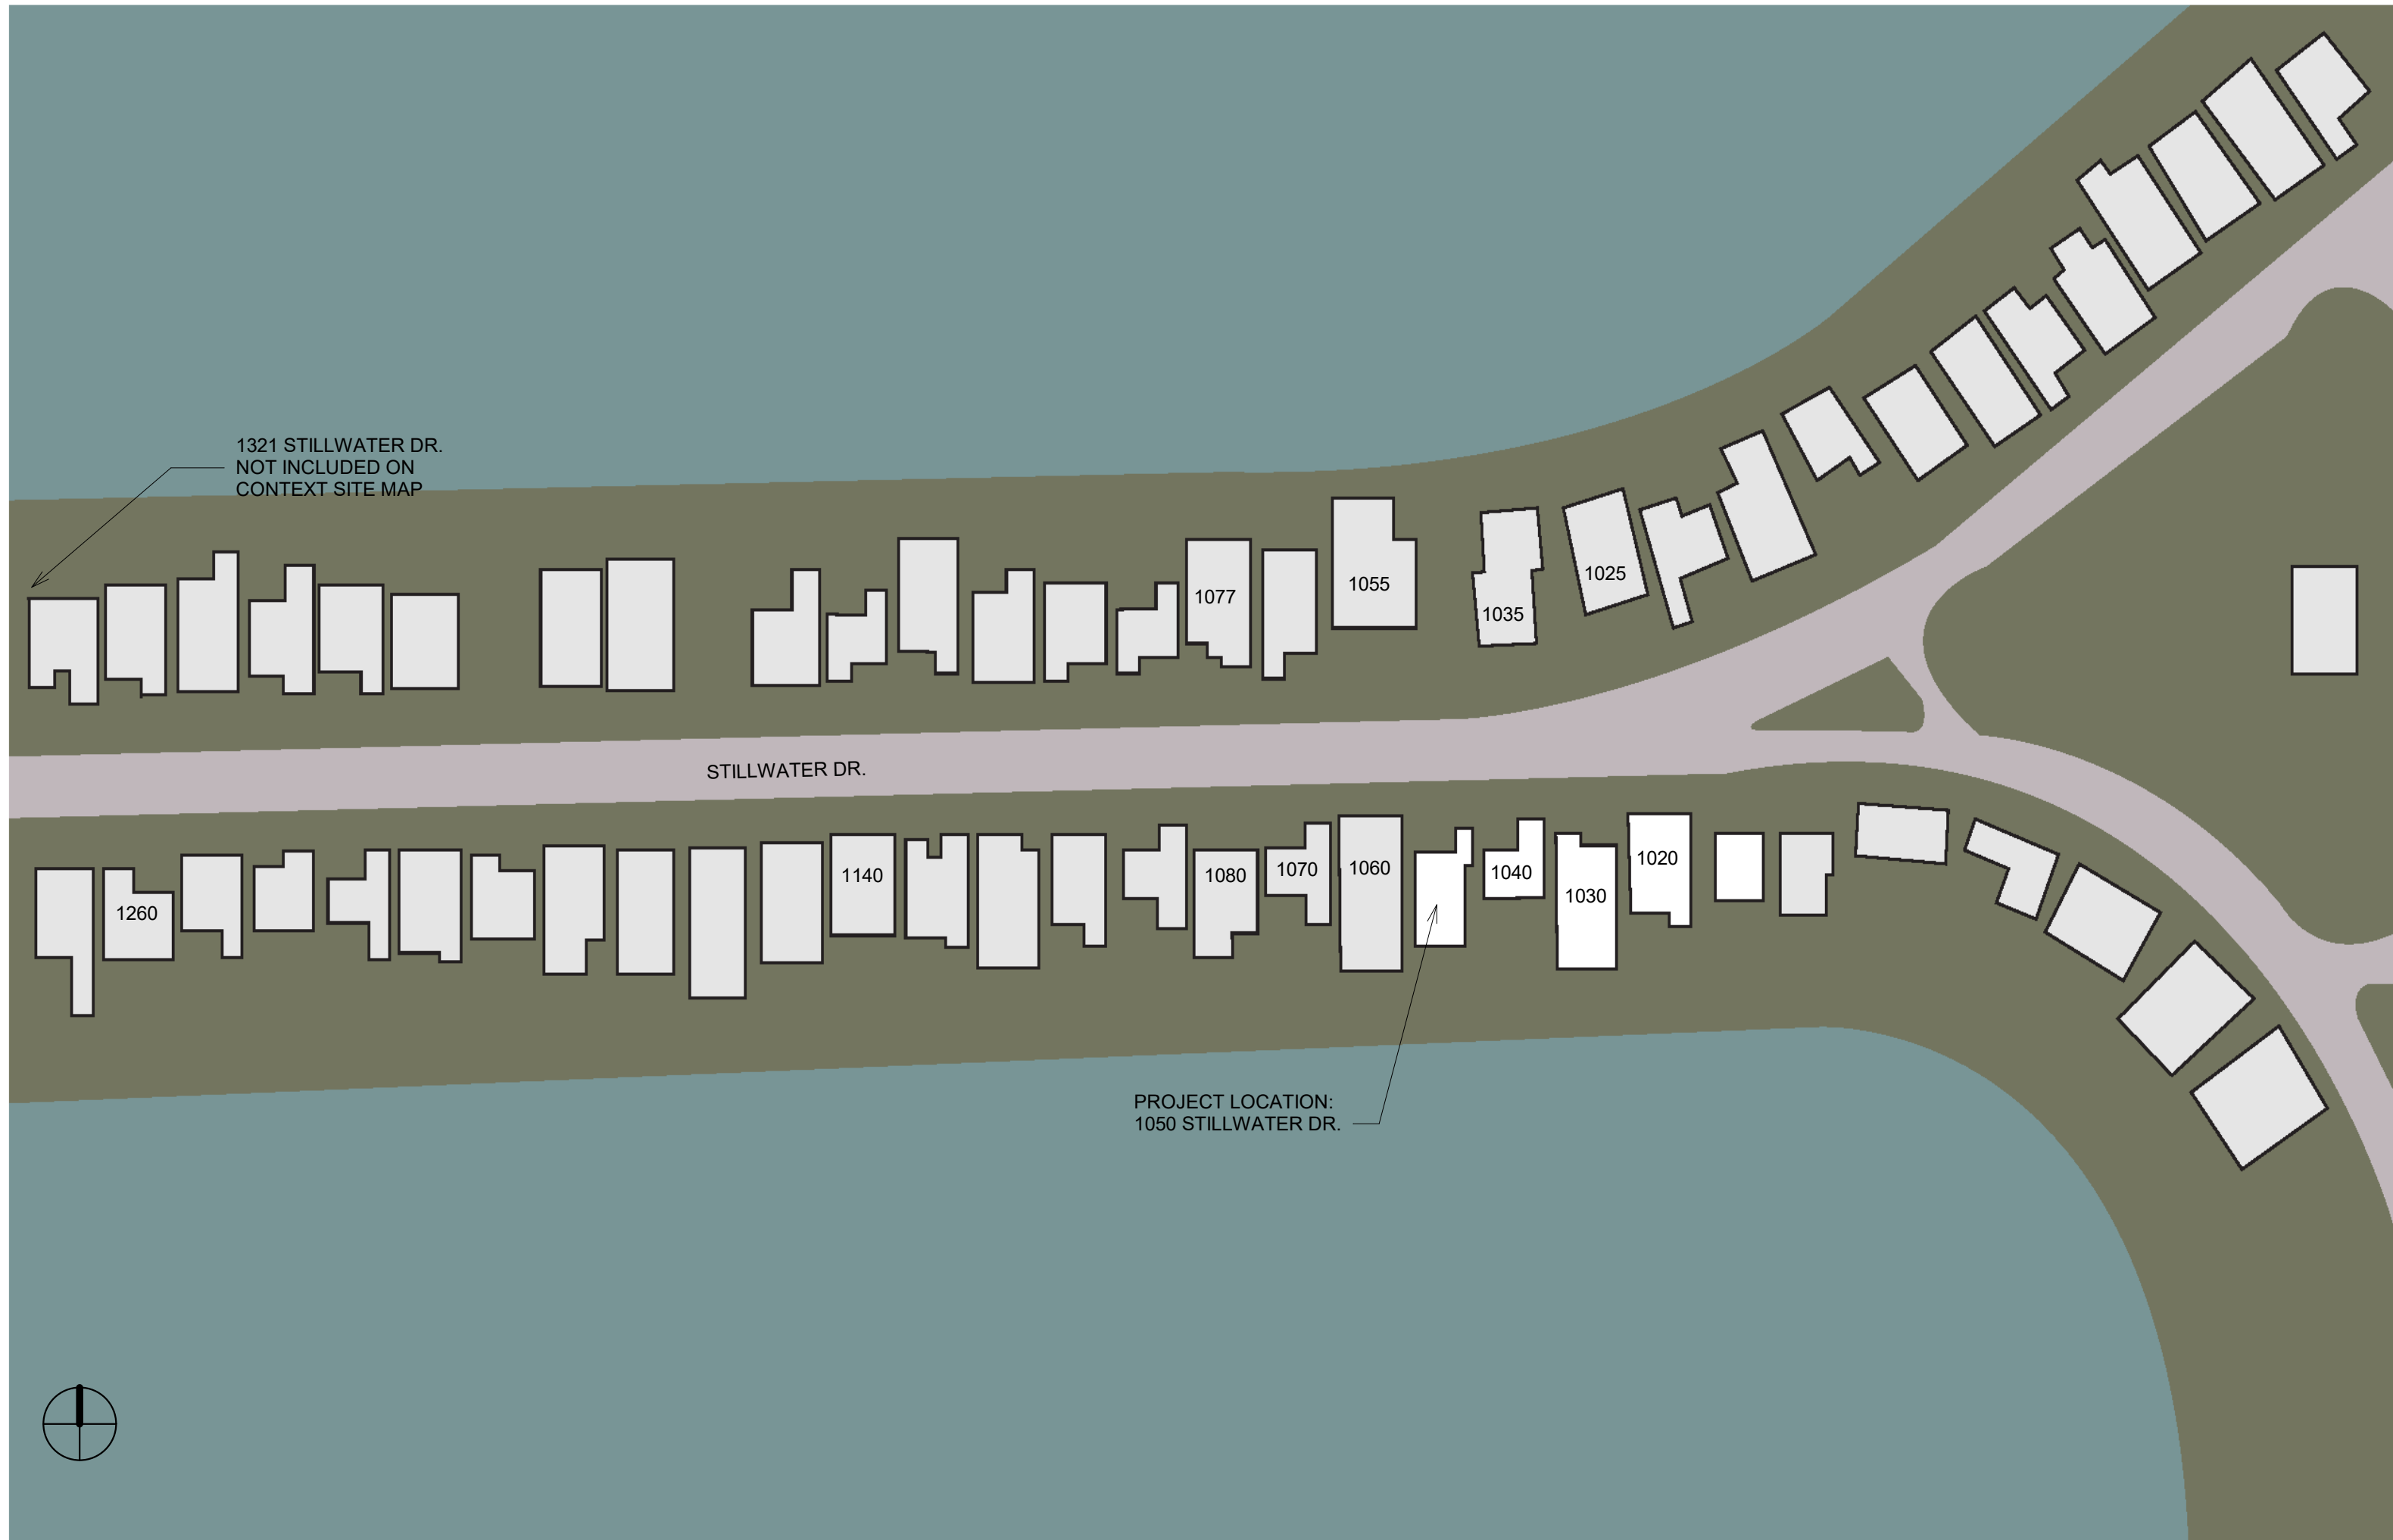 1321 STILLWATER DR.
NOT INCLUDED ON
CONTEXT SITE MAP
1077
1055
1035
1025
STILLWATER DR.
1260
1140
1080
1070
1060
1040
1030
1020
PROJECT LOCATION:
1050 STILLWATER DR.